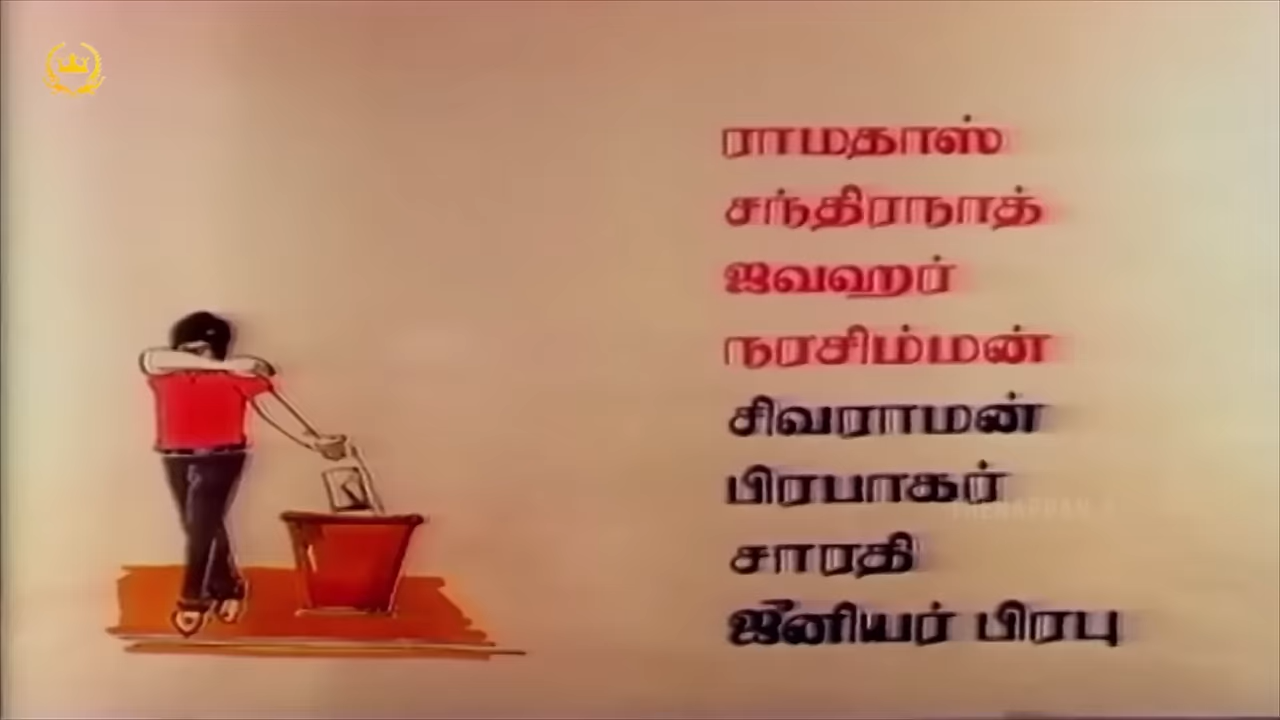 ராமதாஸ்
சந்திரநாத்
ஜவஹர்
நரசிம்மன்
சிவராமன்
பிரபாகர்
சாரதி
ஜீனியர் பிரபு